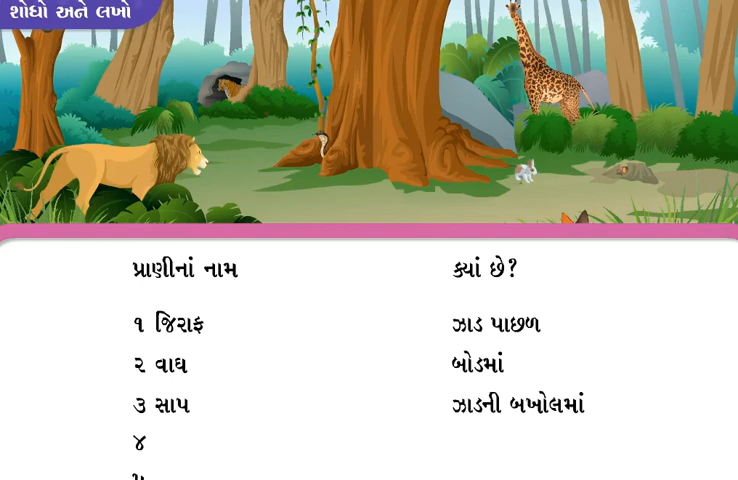 શોધો અને લખો
પ્રાણીનાં નામ ક્યાં છે?
૧ જિરાફ ઝાડ પાછળ
૨ વાઘ બોડમાં
૩ સાપ ઝાડની બખોલમાં
૪